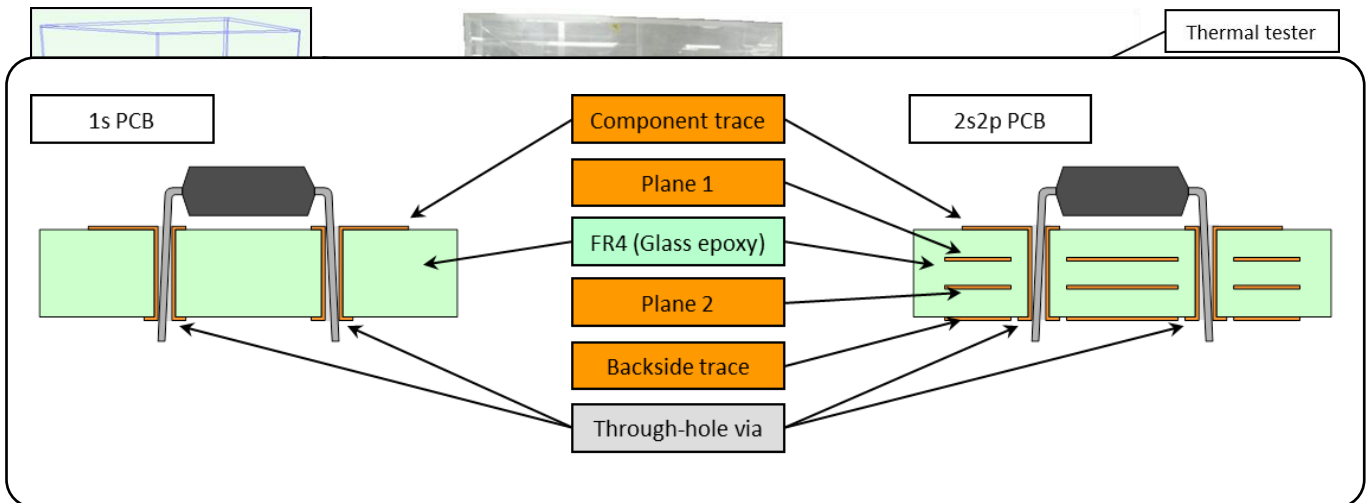 Thermal tester
1s PCB
Component trace
2s2p PCB
Plane 1
FR4 (Glass epoxy)
Plane 2
Backside trace
Through-hole via